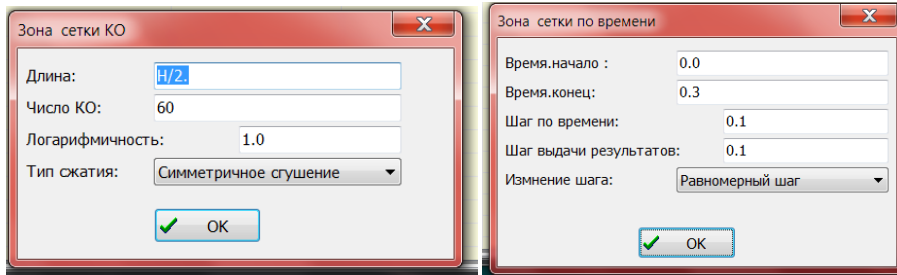 Зона сетки КО
Длина:
H/2.
Число КО:
60
Логарифмичность:
1.0
Тип сжатия:
Симметричное сгушение
OK
Зона сетки по времени
Время.начало :
0.0
Время.конец:
0.3
Шаг по времени:
0.1
Шаг выдачи результатов:
0.1
Измнение шага:
Равномерный шаг
OK